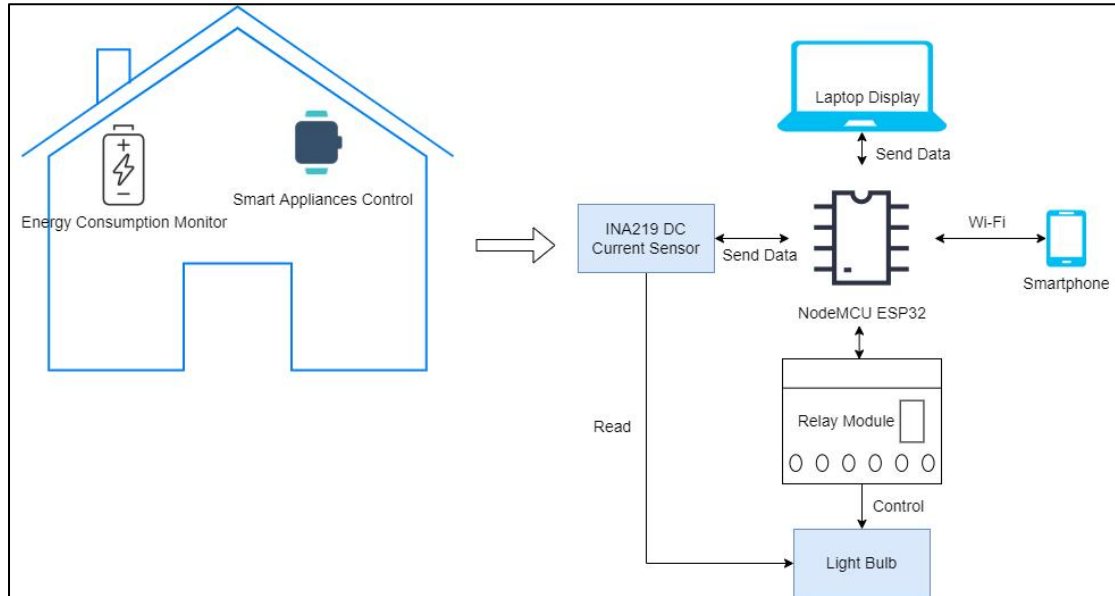 Energy Consumption Monitor
Smart Appliances Control
Laptop Display
Send Data
INA219 DC
Current Sensor
Send Data
Wi-Fi
Smartphone
NodeMCU ESP32
Relay Module
Read
Control
Light Bulb